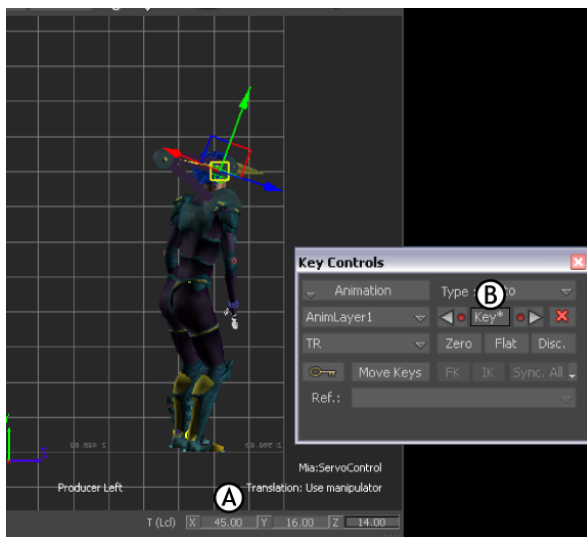 Key Controls
Animation
Type :
B
AnimLayer1
Key*
TR
Zero Flat Disc.
Move Keys FK IK Sync. All
Ref.:
Mia:ServoControl
Producer Left
Translation: Use manipulator
A
T (Lcl) X 45.00 Y 16.00 Z 14.00